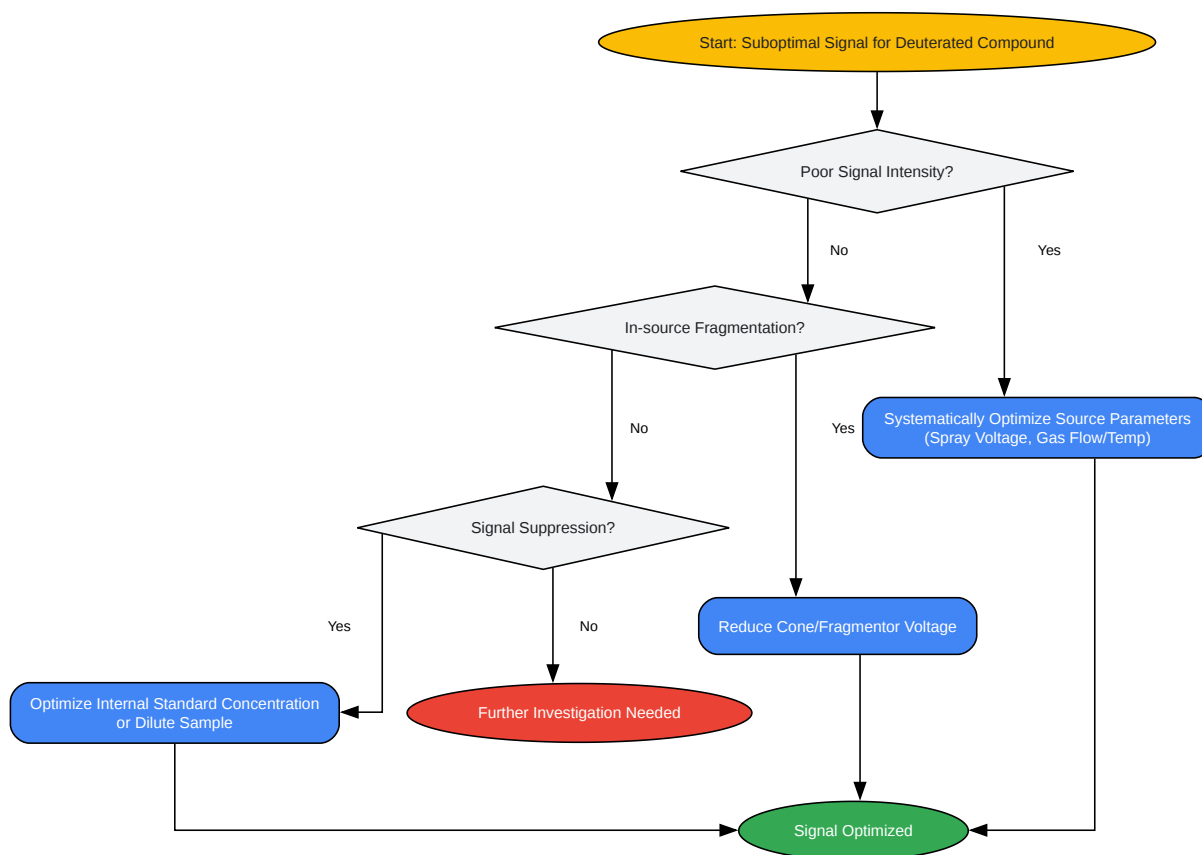 Start: Suboptimal Signal for Deuterated Compound
Poor Signal Intensity?
No
Yes
In-source Fragmentation?
Systematically Optimize Source Parameters
(Spray Voltage, Gas Flow/Temp)
No
Yes
Signal Suppression?
Yes
No
Reduce Cone/Fragmentor Voltage
Optimize Internal Standard Concentration
or Dilute Sample
Further Investigation Needed
Signal Optimized